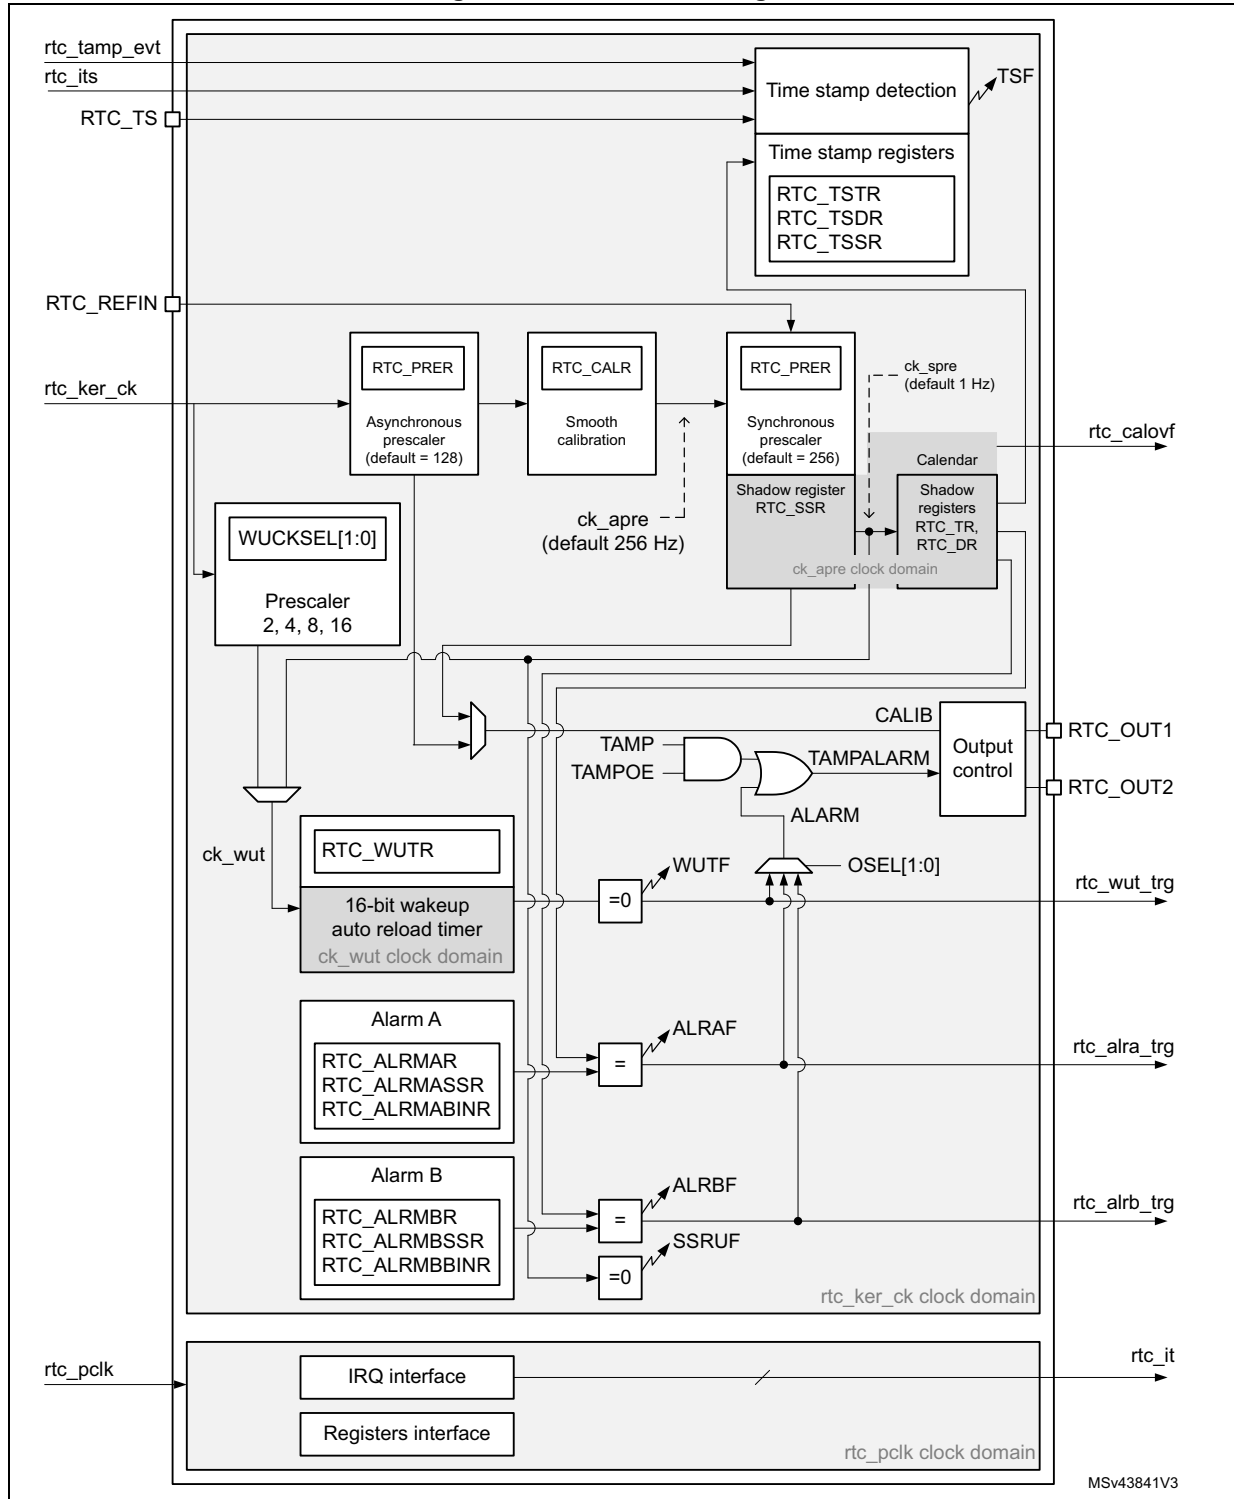 rtc_tamp_evt
rtc_its
RTC_TS
Time stamp detection
TSF
Time stamp registers
RTC_TSTR
RTC_TSDR
RTC_TSSR
RTC_REFIN
rtc_ker_ck
RTC_PRER
Asynchronous
prescaler
(default = 128)
RTC_CALR
Smooth
calibration
RTC_PRER
Synchronous
prescaler
(default = 256)
ck_spre
(default 1 Hz)
rtc_calovf
Calendar
Shadow register
RTC_SSR
Shadow
registers
RTC_TR,
RTC_DR
ck_apre
(default 256 Hz)
ck_apre clock domain
WUCKSEL[1:0]
Prescaler
2, 4, 8, 16
CALIB
TAMP
TAMPOE
TAMPALARM
Output
control
RTC_OUT1
RTC_OUT2
ALARM
OSEL[1:0]
ck_wut
RTC_WUTR
16-bit wakeup
auto reload timer
ck_wut clock domain
=0
WUTF
rtc_wut_trg
Alarm A
RTC_ALRMAR
RTC_ALRMASSR
RTC_ALRMABINR
=
ALRAF
rtc_alra_trg
Alarm B
RTC_ALRMBR
RTC_ALRMBSSR
RTC_ALRMBBINR
=
ALRBF
rtc_alrb_trg
=0
SSRUF
rtc_ker_ck clock domain
rtc_pclk
IRQ interface
rtc_it
Registers interface
rtc_pclk clock domain
MSv43841V3